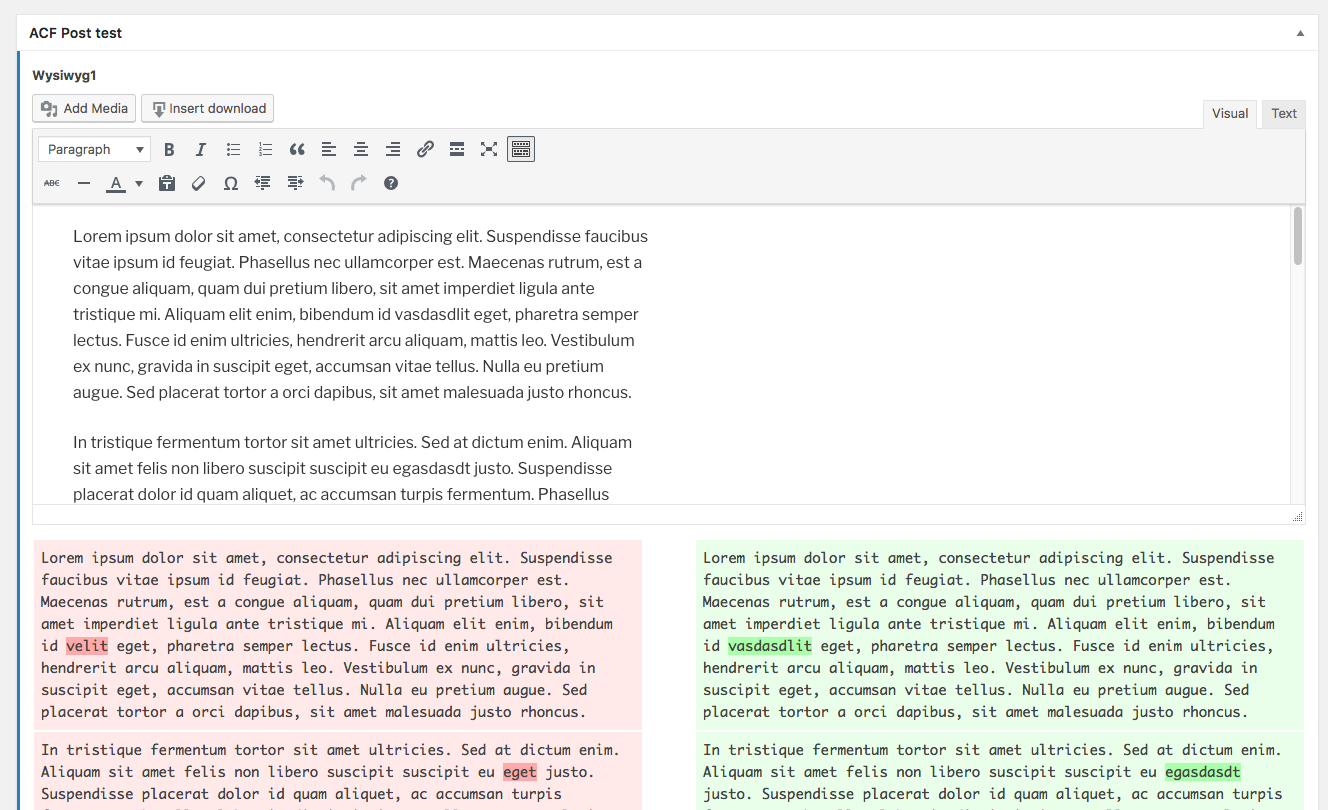 ACF Post test
Wysiwyg1
Add Media
Insert download
Visual
Text
Paragraph
B
I
ABC
A
T
Ω
?
Lorem ipsum dolor sit amet, consectetur adipiscing elit. Suspendisse faucibus
vitae ipsum id feugiat. Phasellus nec ullamcorper est. Maecenas rutrum, est a
congue aliquam, quam dui pretium libero, sit amet imperdiet ligula ante
tristique mi. Aliquam elit enim, bibendum id vasdasdlit eget, pharetra semper
lectus. Fusce id enim ultricies, hendrerit arcu aliquam, mattis leo. Vestibulum
ex nunc, gravida in suscipit eget, accumsan vitae tellus. Nulla eu pretium
augue. Sed placerat tortor a orci dapibus, sit amet malesuada justo rhoncus.
In tristique fermentum tortor sit amet ultricies. Sed at dictum enim. Aliquam
sit amet felis non libero suscipit suscipit eu egasdasdt justo. Suspendisse
placerat dolor id quam aliquet, ac accumsan turpis fermentum. Phasellus
Lorem ipsum dolor sit amet, consectetur adipiscing elit. Suspendisse
faucibus vitae ipsum id feugiat. Phasellus nec ullamcorper est.
Maecenas rutrum, est a congue aliquam, quam dui pretium libero, sit
amet imperdiet ligula ante tristique mi. Aliquam elit enim, bibendum
id velit eget, pharetra semper lectus. Fusce id enim ultricies,
hendrerit arcu aliquam, mattis leo. Vestibulum ex nunc, gravida in
suscipit eget, accumsan vitae tellus. Nulla eu pretium augue. Sed
placerat tortor a orci dapibus, sit amet malesuada justo rhoncus.
In tristique fermentum tortor sit amet ultricies. Sed at dictum enim.
Aliquam sit amet felis non libero suscipit suscipit eu eget justo.
Suspendisse placerat dolor id quam aliquet, ac accumsan turpis
Lorem ipsum dolor sit amet, consectetur adipiscing elit. Suspendisse
faucibus vitae ipsum id feugiat. Phasellus nec ullamcorper est.
Maecenas rutrum, est a congue aliquam, quam dui pretium libero, sit
amet imperdiet ligula ante tristique mi. Aliquam elit enim, bibendum
id vasdasdlit eget, pharetra semper lectus. Fusce id enim ultricies,
hendrerit arcu aliquam, mattis leo. Vestibulum ex nunc, gravida in
suscipit eget, accumsan vitae tellus. Nulla eu pretium augue. Sed
placerat tortor a orci dapibus, sit amet malesuada justo rhoncus.
In tristique fermentum tortor sit amet ultricies. Sed at dictum enim.
Aliquam sit amet felis non libero suscipit suscipit eu egasdasdt
justo. Suspendisse placerat dolor id quam aliquet, ac accumsan turpis